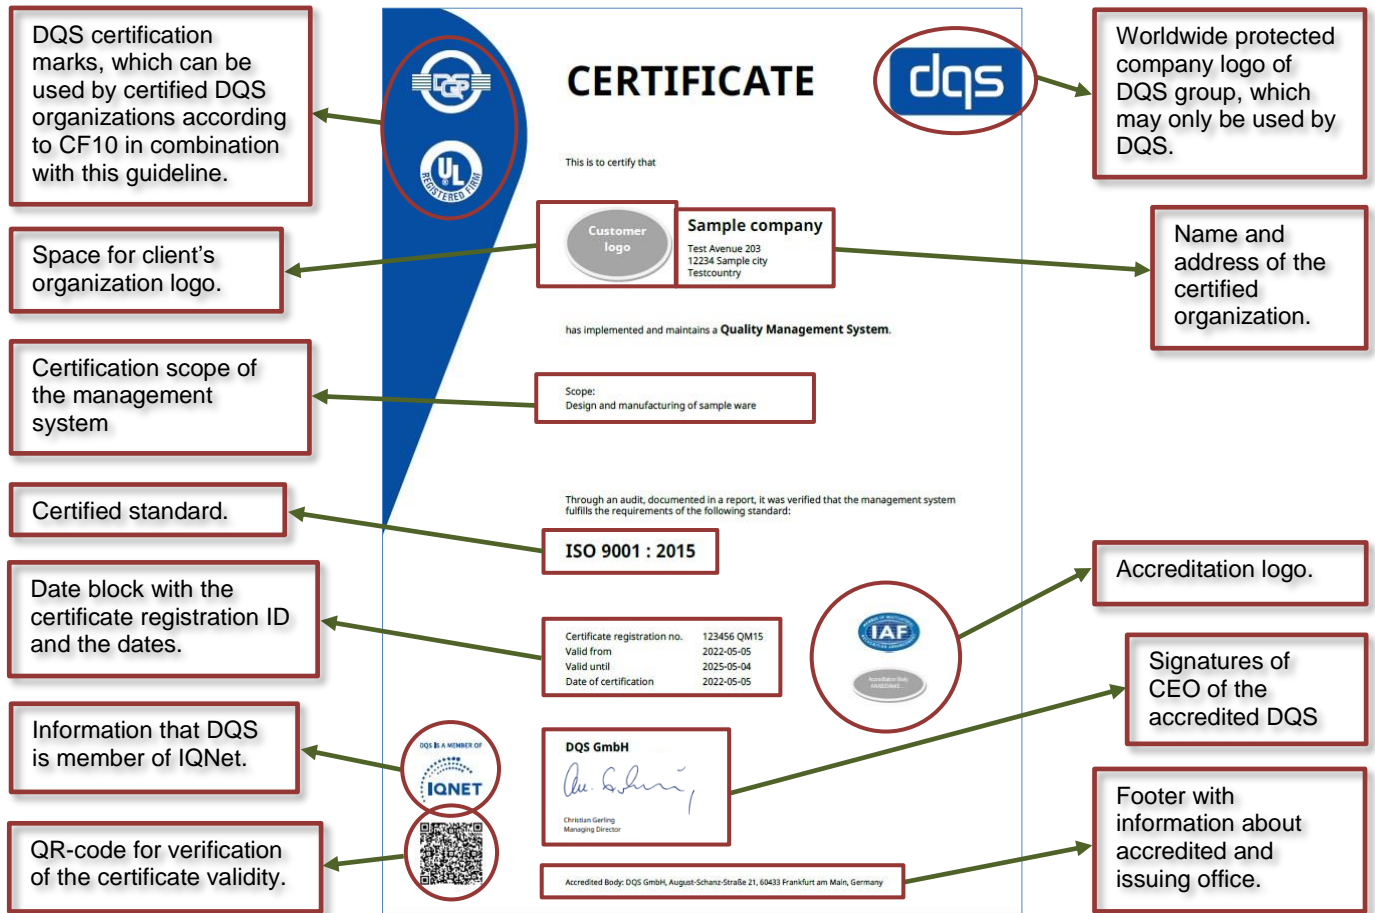 DQS certification
marks, which can be
used by certified DQS
organizations according
to CF10 in combination
with this guideline.
Space for client’s
organization logo.
Certification scope of
the management
system
Certified standard.
Date block with the
certificate registration ID
and the dates.
Information that DQS
is member of IQNet.
QR-code for verification
of the certificate validity.
DQS
UL
REGISTERED FIRM
CERTIFICATE
dqs
This is to certify that
Customer
logo
Sample company
Test Avenue 203
12234 Sample city
Testcountry
has implemented and maintains a Quality Management System.
Scope:
Design and manufacturing of sample ware
Through an audit, documented in a report, it was verified that the management system
fulfills the requirements of the following standard:
ISO 9001 : 2015
Certificate registration no. 123456 QM15
Valid from 2022-05-05
Valid until 2025-05-04
Date of certification 2022-05-05
IAF
Accreditation Body
DQS IS A MEMBER OF
IQNET
DQS GmbH
Christian Gerling
Managing Director
Accredited Body: DQS GmbH, August-Schanz-Straße 21, 60433 Frankfurt am Main, Germany
Worldwide protected
company logo of
DQS group, which
may only be used by
DQS.
Name and
address of the
certified
organization.
Accreditation logo.
Signatures of
CEO of the
accredited DQS
Footer with
information about
accredited and
issuing office.